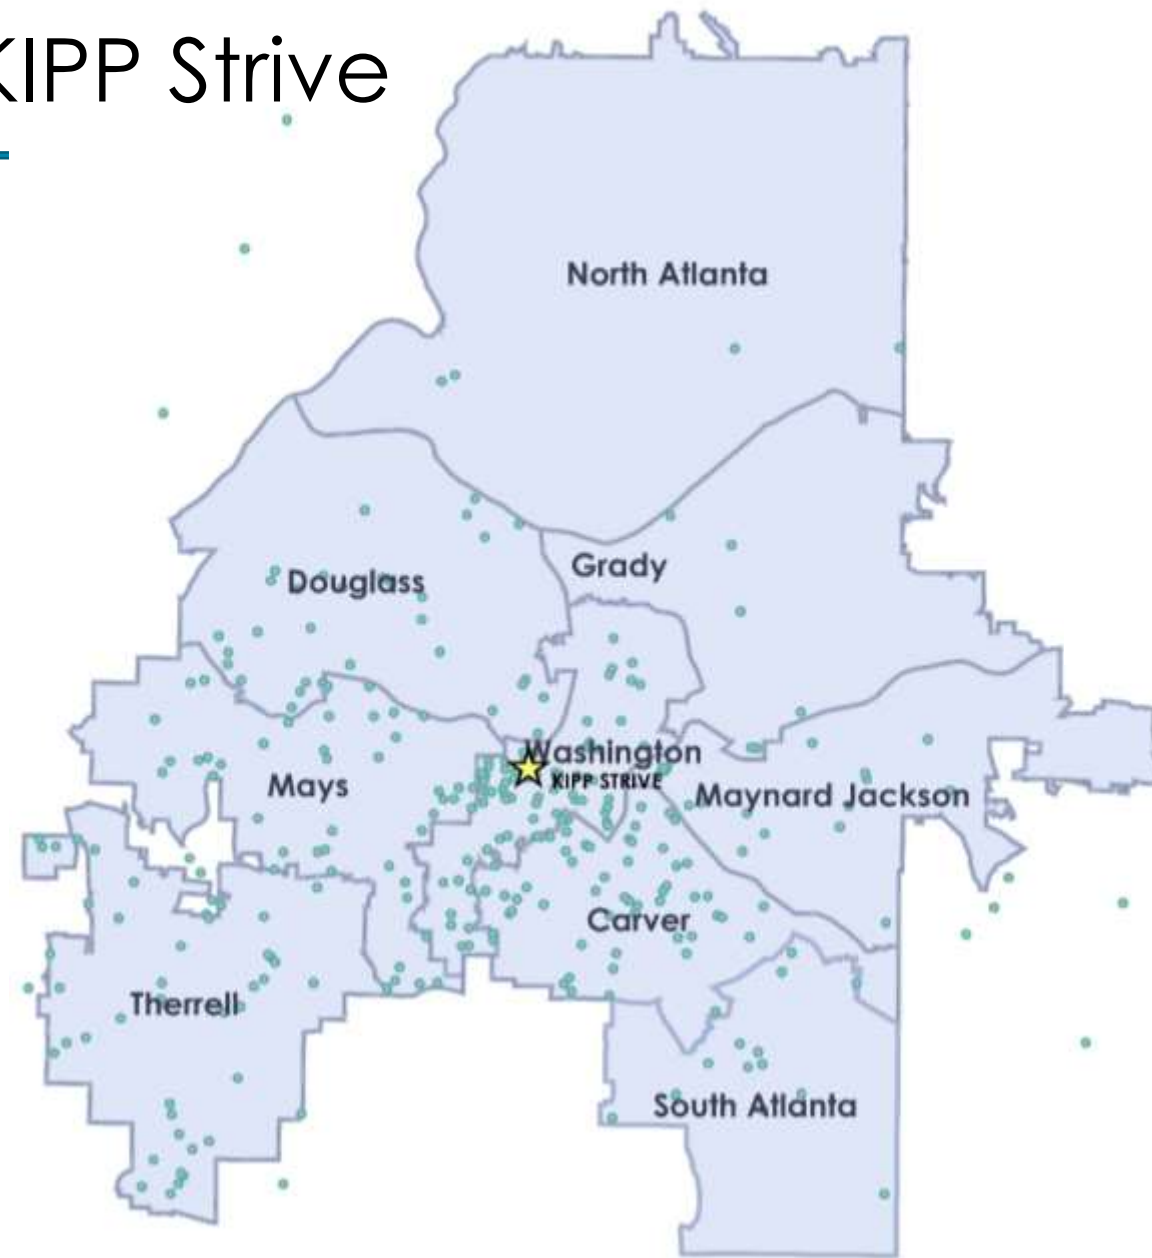 KIPP Strive
North Atlanta
Grady
Douglass
Washington
KIPP STRIVE
Mays
Maynard Jackson
Carver
Therrell
South Atlanta